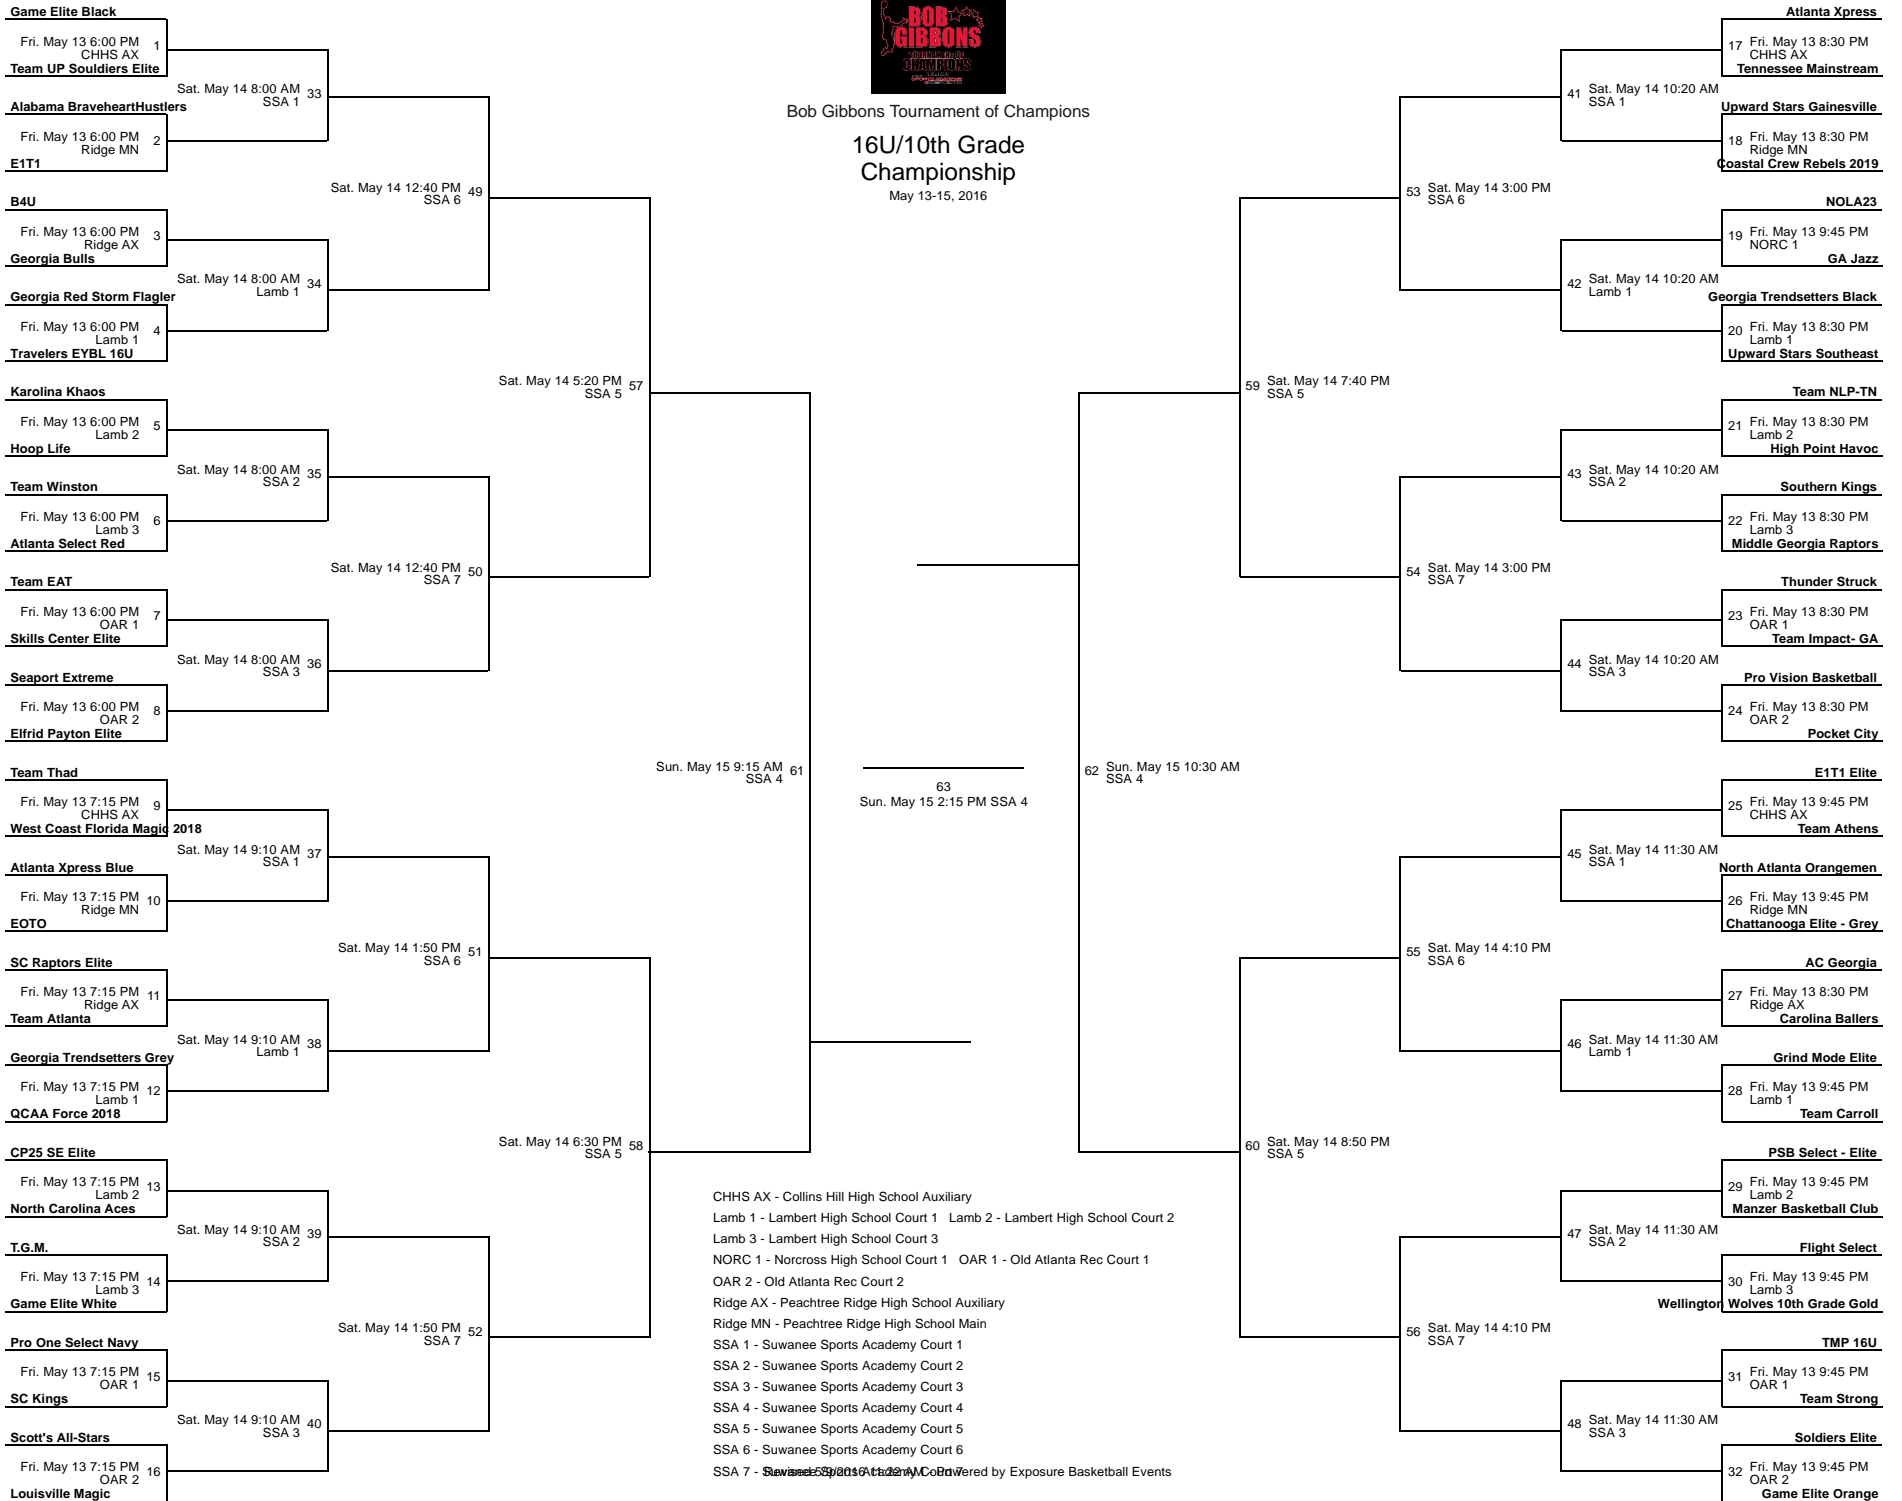 BOB
GIBBONS
TOURNAMENT OF
CHAMPIONS
Bob Gibbons Tournament of Champions
16U/10th Grade
Championship
May 13-15, 2016
Game Elite Black
Fri. May 13 6:00 PM 1
CHHS AX
Team UP Souldiers Elite
Sat. May 14 8:00 AM 33
SSA 1
Alabama BraveheartHustlers
Fri. May 13 6:00 PM 2
Ridge MN
E1T1
Sat. May 14 12:40 PM 49
SSA 6
B4U
Fri. May 13 6:00 PM 3
Ridge AX
Georgia Bulls
Sat. May 14 8:00 AM 34
Lamb 1
Georgia Red Storm Flagler
Fri. May 13 6:00 PM 4
Lamb 1
Travelers EYBL 16U
Sat. May 14 5:20 PM 57
SSA 5
Karolina Khaos
Fri. May 13 6:00 PM 5
Lamb 2
Hoop Life
Sat. May 14 8:00 AM 35
SSA 2
Team Winston
Fri. May 13 6:00 PM 6
Lamb 3
Atlanta Select Red
Sat. May 14 12:40 PM 50
SSA 7
Team EAT
Fri. May 13 6:00 PM 7
OAR 1
Skills Center Elite
Sat. May 14 8:00 AM 36
SSA 3
Seaport Extreme
Fri. May 13 6:00 PM 8
OAR 2
Elfrid Payton Elite
Sun. May 15 9:15 AM 61
SSA 4
Team Thad
Fri. May 13 7:15 PM 9
CHHS AX
West Coast Florida Magic 2018
Sat. May 14 9:10 AM 37
SSA 1
Atlanta Xpress Blue
Fri. May 13 7:15 PM 10
Ridge MN
EOTO
Sat. May 14 1:50 PM 51
SSA 6
SC Raptors Elite
Fri. May 13 7:15 PM 11
Ridge AX
Team Atlanta
Sat. May 14 9:10 AM 38
Lamb 1
Georgia Trendsetters Grey
Fri. May 13 7:15 PM 12
Lamb 1
QCAA Force 2018
Sat. May 14 6:30 PM 58
SSA 5
CP25 SE Elite
Fri. May 13 7:15 PM 13
Lamb 2
North Carolina Aces
Sat. May 14 9:10 AM 39
SSA 2
T.G.M.
Fri. May 13 7:15 PM 14
Lamb 3
Game Elite White
Sat. May 14 1:50 PM 52
SSA 7
Pro One Select Navy
Fri. May 13 7:15 PM 15
OAR 1
SC Kings
Sat. May 14 9:10 AM 40
SSA 3
Scott's All-Stars
Fri. May 13 7:15 PM 16
OAR 2
Louisville Magic
63
Sun. May 15 2:15 PM SSA 4
Atlanta Xpress
17 Fri. May 13 8:30 PM
CHHS AX
Tennessee Mainstream
41 Sat. May 14 10:20 AM
SSA 1
Upward Stars Gainesville
18 Fri. May 13 8:30 PM
Ridge MN
Coastal Crew Rebels 2019
53 Sat. May 14 3:00 PM
SSA 6
NOLA23
19 Fri. May 13 9:45 PM
NORC 1
GA Jazz
42 Sat. May 14 10:20 AM
Lamb 1
Georgia Trendsetters Black
20 Fri. May 13 8:30 PM
Lamb 1
Upward Stars Southeast
59 Sat. May 14 7:40 PM
SSA 5
Team NLP-TN
21 Fri. May 13 8:30 PM
Lamb 2
High Point Havoc
43 Sat. May 14 10:20 AM
SSA 2
Southern Kings
22 Fri. May 13 8:30 PM
Lamb 3
Middle Georgia Raptors
54 Sat. May 14 3:00 PM
SSA 7
Thunder Struck
23 Fri. May 13 8:30 PM
OAR 1
Team Impact- GA
44 Sat. May 14 10:20 AM
SSA 3
Pro Vision Basketball
24 Fri. May 13 8:30 PM
OAR 2
Pocket City
62 Sun. May 15 10:30 AM
SSA 4
E1T1 Elite
25 Fri. May 13 9:45 PM
CHHS AX
Team Athens
45 Sat. May 14 11:30 AM
SSA 1
North Atlanta Orangemen
26 Fri. May 13 9:45 PM
Ridge MN
Chattanooga Elite - Grey
55 Sat. May 14 4:10 PM
SSA 6
AC Georgia
27 Fri. May 13 8:30 PM
Ridge AX
Carolina Ballers
46 Sat. May 14 11:30 AM
Lamb 1
Grind Mode Elite
28 Fri. May 13 9:45 PM
Lamb 1
Team Carroll
60 Sat. May 14 8:50 PM
SSA 5
PSB Select - Elite
29 Fri. May 13 9:45 PM
Lamb 2
Manzer Basketball Club
47 Sat. May 14 11:30 AM
SSA 2
Flight Select
30 Fri. May 13 9:45 PM
Lamb 3
Wellington Wolves 10th Grade Gold
56 Sat. May 14 4:10 PM
SSA 7
TMP 16U
31 Fri. May 13 9:45 PM
OAR 1
Team Strong
48 Sat. May 14 11:30 AM
SSA 3
Soldiers Elite
32 Fri. May 13 9:45 PM
OAR 2
Game Elite Orange
CHHS AX - Collins Hill High School Auxiliary
Lamb 1 - Lambert High School Court 1 Lamb 2 - Lambert High School Court 2
Lamb 3 - Lambert High School Court 3
NORC 1 - Norcross High School Court 1 OAR 1 - Old Atlanta Rec Court 1
OAR 2 - Old Atlanta Rec Court 2
Ridge AX - Peachtree Ridge High School Auxiliary
Ridge MN - Peachtree Ridge High School Main
SSA 1 - Suwanee Sports Academy Court 1
SSA 2 - Suwanee Sports Academy Court 2
SSA 3 - Suwanee Sports Academy Court 3
SSA 4 - Suwanee Sports Academy Court 4
SSA 5 - Suwanee Sports Academy Court 5
SSA 6 - Suwanee Sports Academy Court 6
SSA 7 - Suwanee Sports Academy Court 7
Revised 5/9/2016 11:22 AM - Powered by Exposure Basketball Events